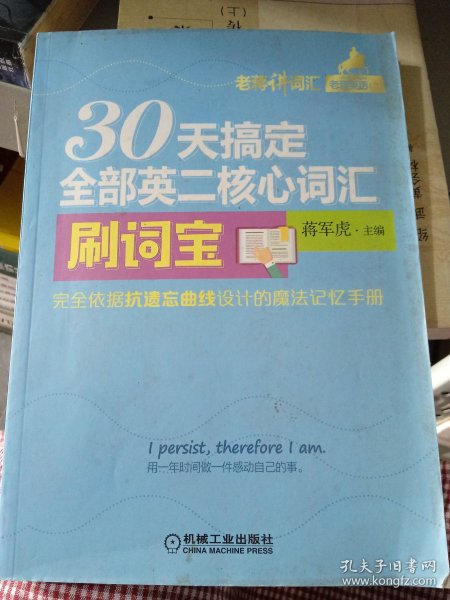 老蒋讲词汇
30天搞定
全部英二核心词汇
刷词宝
蒋军虎·主编
完全依据抗遗忘曲线设计的魔法记忆手册
I persist, therefore I am.
用一年时间做一件感动自己的事。
机械工业出版社
CHINA MACHINE PRESS
孔夫子旧书网
www.kongfz.com